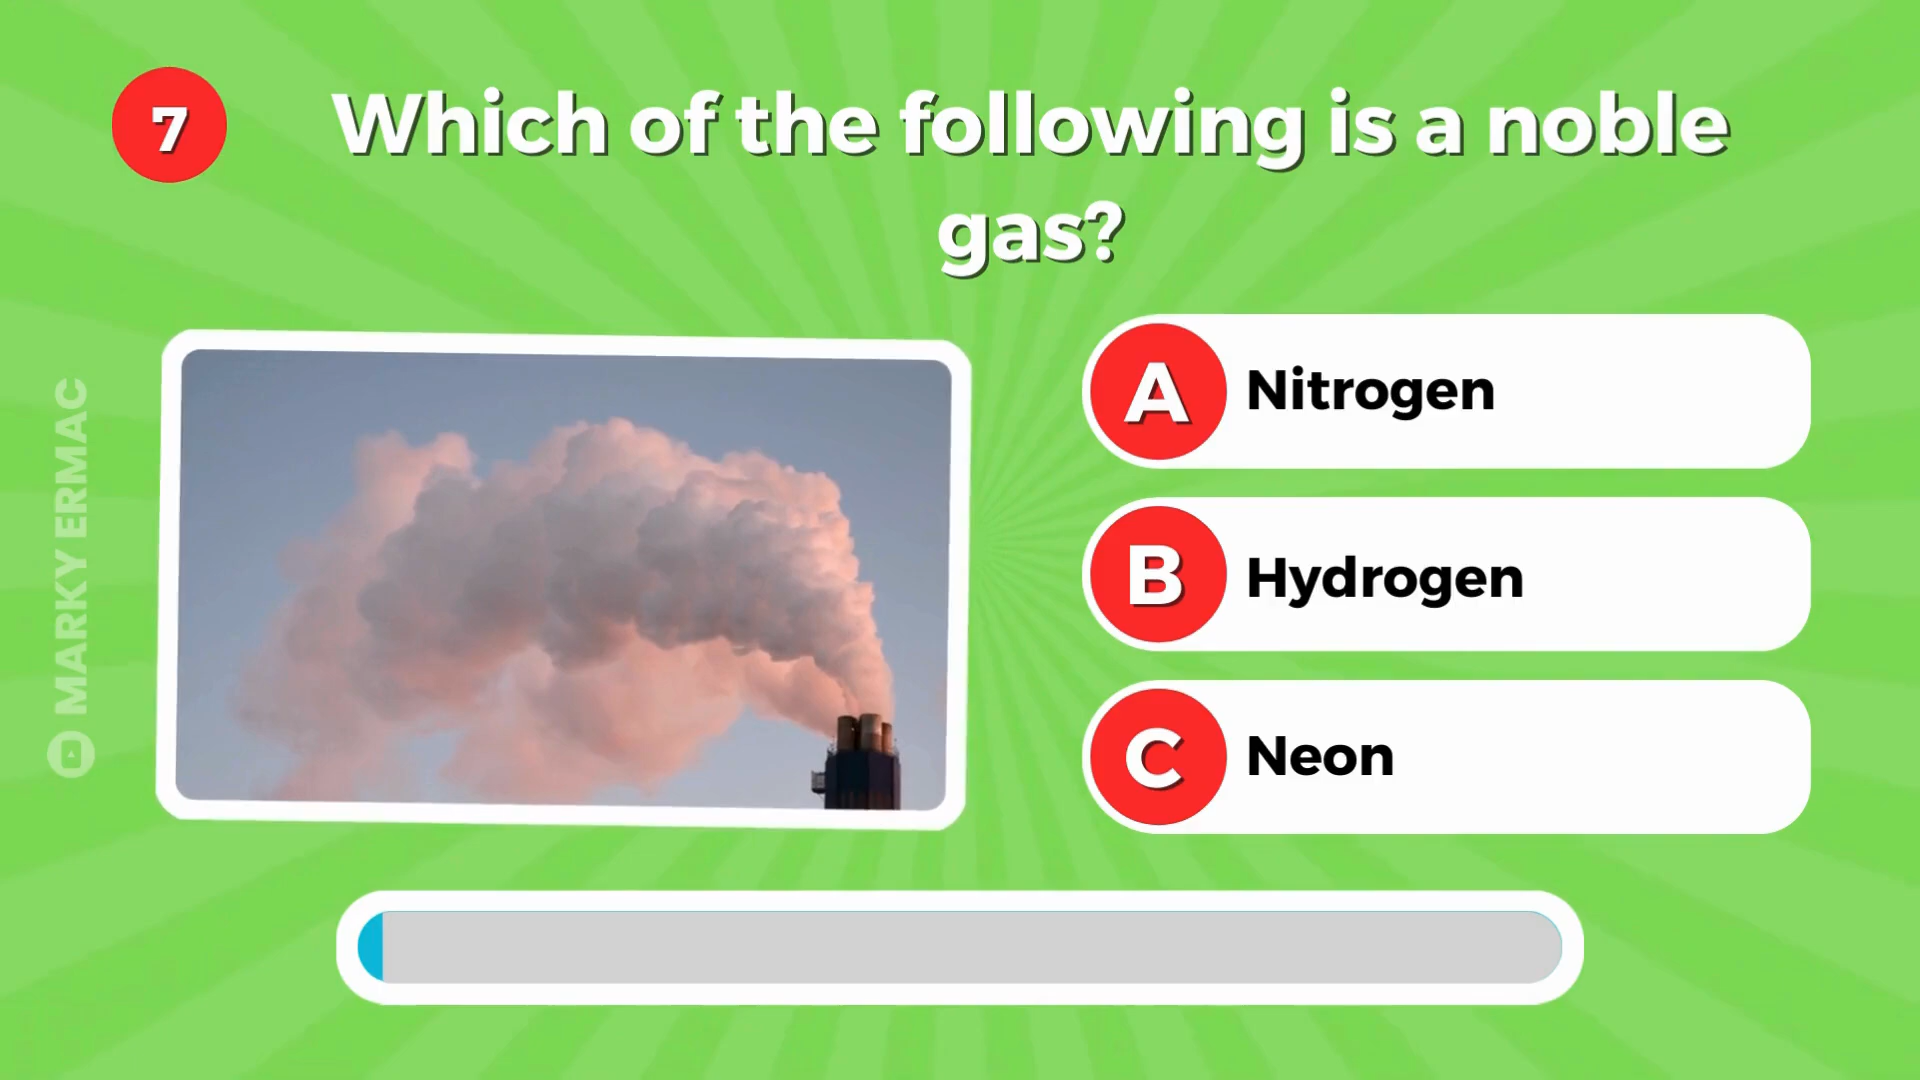 7
Which of the following is a noble
gas?
A Nitrogen
B Hydrogen
C Neon
MARKY ERMAC